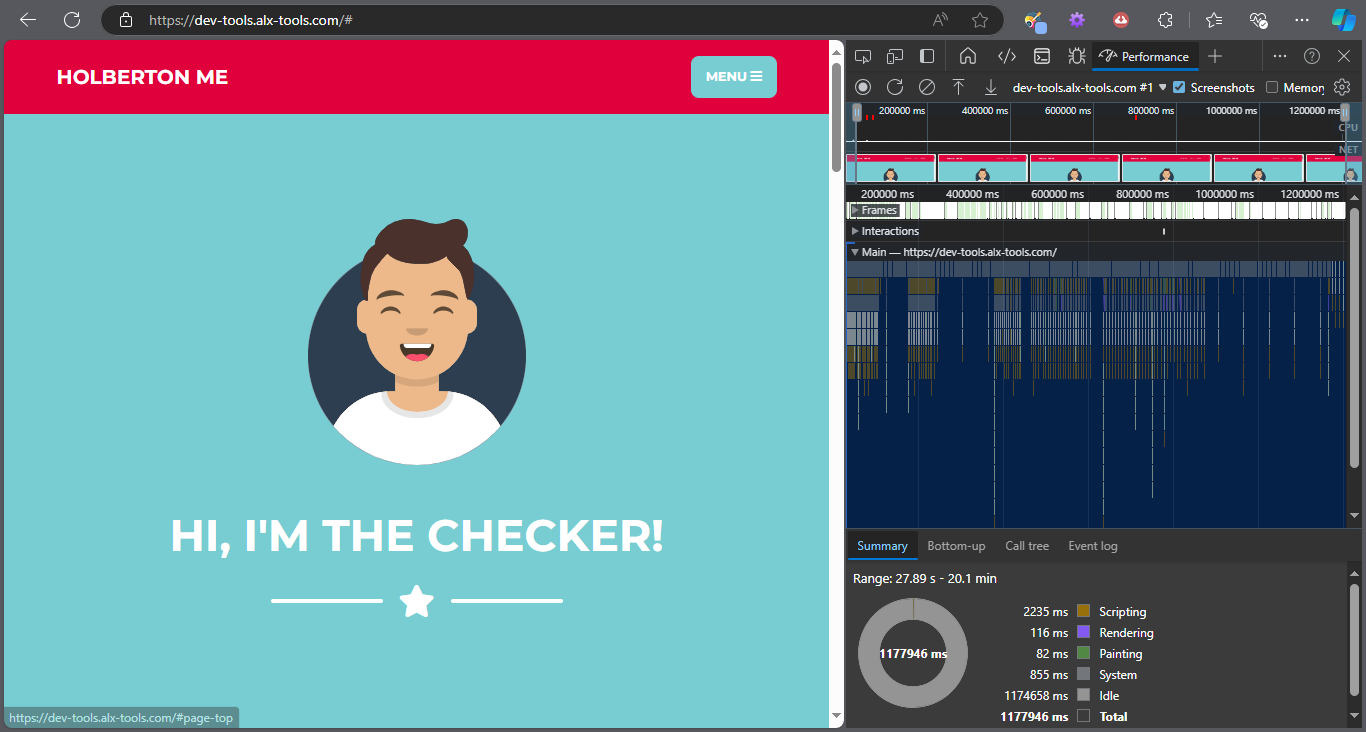 https://dev-tools.alx-tools.com/#
HOLBERTON ME
MENU
HI, I'M THE CHECKER!
https://dev-tools.alx-tools.com/#page-top
Performance
dev-tools.alx-tools.com #1
Screenshots
Memory
200000 ms 400000 ms 600000 ms 800000 ms 1000000 ms 1200000 ms
CPU
NET
200000 ms 400000 ms 600000 ms 800000 ms 1000000 ms 1200000 ms
Frames
Interactions
Main — https://dev-tools.alx-tools.com/
Summary Bottom-up Call tree Event log
Range: 27.89 s - 20.1 min
1177946 ms
2235 ms Scripting
116 ms Rendering
82 ms Painting
855 ms System
1174658 ms Idle
1177946 ms Total